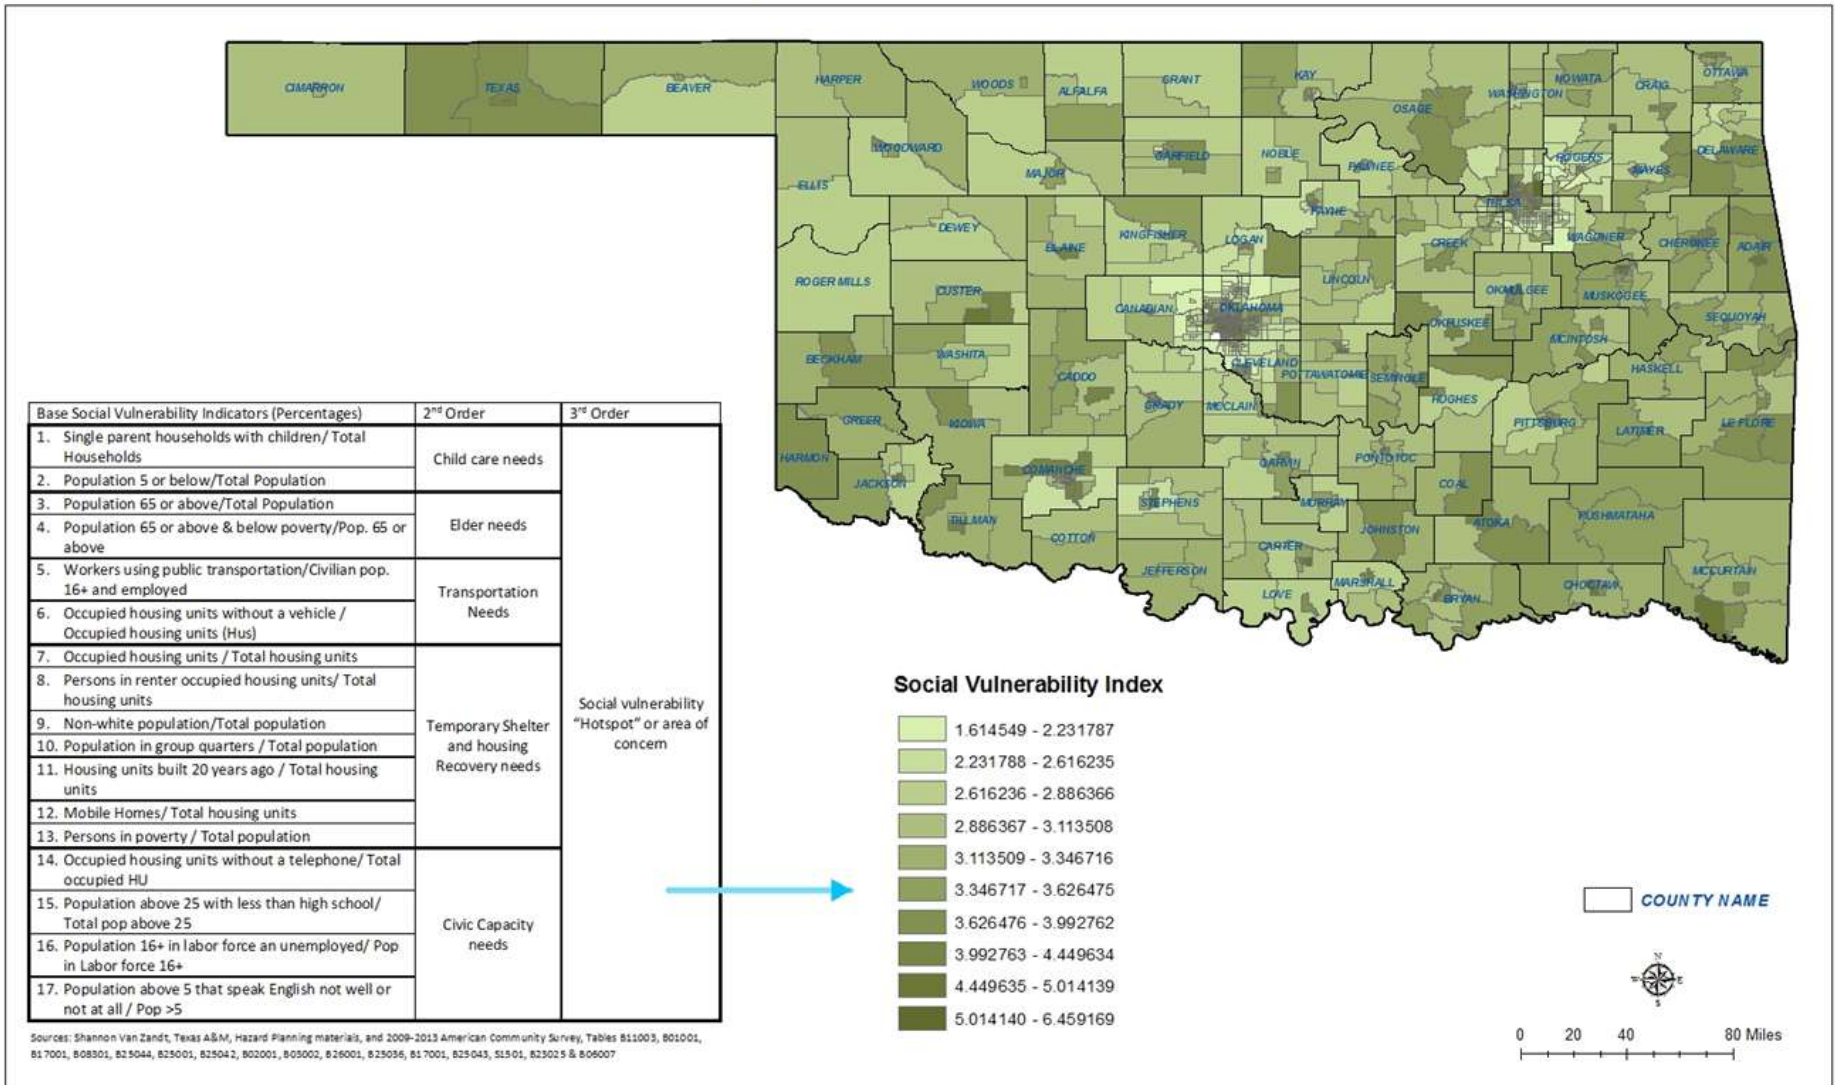 CIMARRON
TEXAS
BEAVER
HARPER
WOODS
ALFALFA
GRANT
KAY
OSAGE
WASHINGTON
NOWATA
CRAIG
OTTAWA
WOODWARD
ELLIS
MAJOR
GARFIELD
NOBLE
PAWNEE
ROGERS
MAYES
DELAWARE
DEWEY
BLAINE
KINGFISHER
LOGAN
PAYNE
CREEK
TULSA
WAGONER
CHEROKEE
ADAIR
ROGER MILLS
CUSTER
CANADIAN
OKLAHOMA
LINCOLN
OKMULGEE
MUSKOGEE
SEQUOYAH
BECKHAM
WASHITA
CADDO
CLEVELAND
POTTAWATOMIE
SEMINOLE
OKFUSKEE
MCINTOSH
HASKELL
GREER
KIOWA
GRADY
MCCLAIN
HUGHES
PITTSBURG
LATIMER
LE FLORE
HARMON
JACKSON
COMANCHE
STEPHENS
GARVIN
PONTOTOC
COAL
MURRAY
TILLMAN
COTTON
JEFFERSON
CARTER
JOHNSTON
ATOKA
PUSHMATAHA
LOVE
MARSHALL
BRYAN
CHOCTAW
MCCURTAIN
Base Social Vulnerability Indicators (Percentages)
2nd Order
3rd Order
1. Single parent households with children/ Total
Households
2. Population 5 or below/Total Population
Child care needs
3. Population 65 or above/Total Population
4. Population 65 or above & below poverty/Pop. 65 or
above
Elder needs
5. Workers using public transportation/Civilian pop.
16+ and employed
6. Occupied housing units without a vehicle /
Occupied housing units (Hus)
Transportation
Needs
7. Occupied housing units / Total housing units
8. Persons in renter occupied housing units/ Total
housing units
9. Non-white population/Total population
10. Population in group quarters / Total population
11. Housing units built 20 years ago / Total housing
units
12. Mobile Homes/ Total housing units
13. Persons in poverty / Total population
Temporary Shelter
and housing
Recovery needs
14. Occupied housing units without a telephone/ Total
occupied HU
15. Population above 25 with less than high school/
Total pop above 25
16. Population 16+ in labor force an unemployed/ Pop
in Labor force 16+
17. Population above 5 that speak English not well or
not at all / Pop >5
Civic Capacity
needs
Social vulnerability
"Hotspot" or area of
concern
Sources: Shannon Van Zandt, Texas A&M, Hazard Planning materials, and 2009-2013 American Community Survey, Tables B11003, B01001,
B17001, B08301, B25044, B25001, B25042, B02001, B03002, B26001, B25036, B17001, B25043, S1501, B23025 & B06007
Social Vulnerability Index
1.614549 - 2.231787
2.231788 - 2.616235
2.616236 - 2.886366
2.886367 - 3.113508
3.113509 - 3.346716
3.346717 - 3.626475
3.626476 - 3.992762
3.992763 - 4.449634
4.449635 - 5.014139
5.014140 - 6.459169
COUNTY NAME
N
E
S
0 20 40 80 Miles